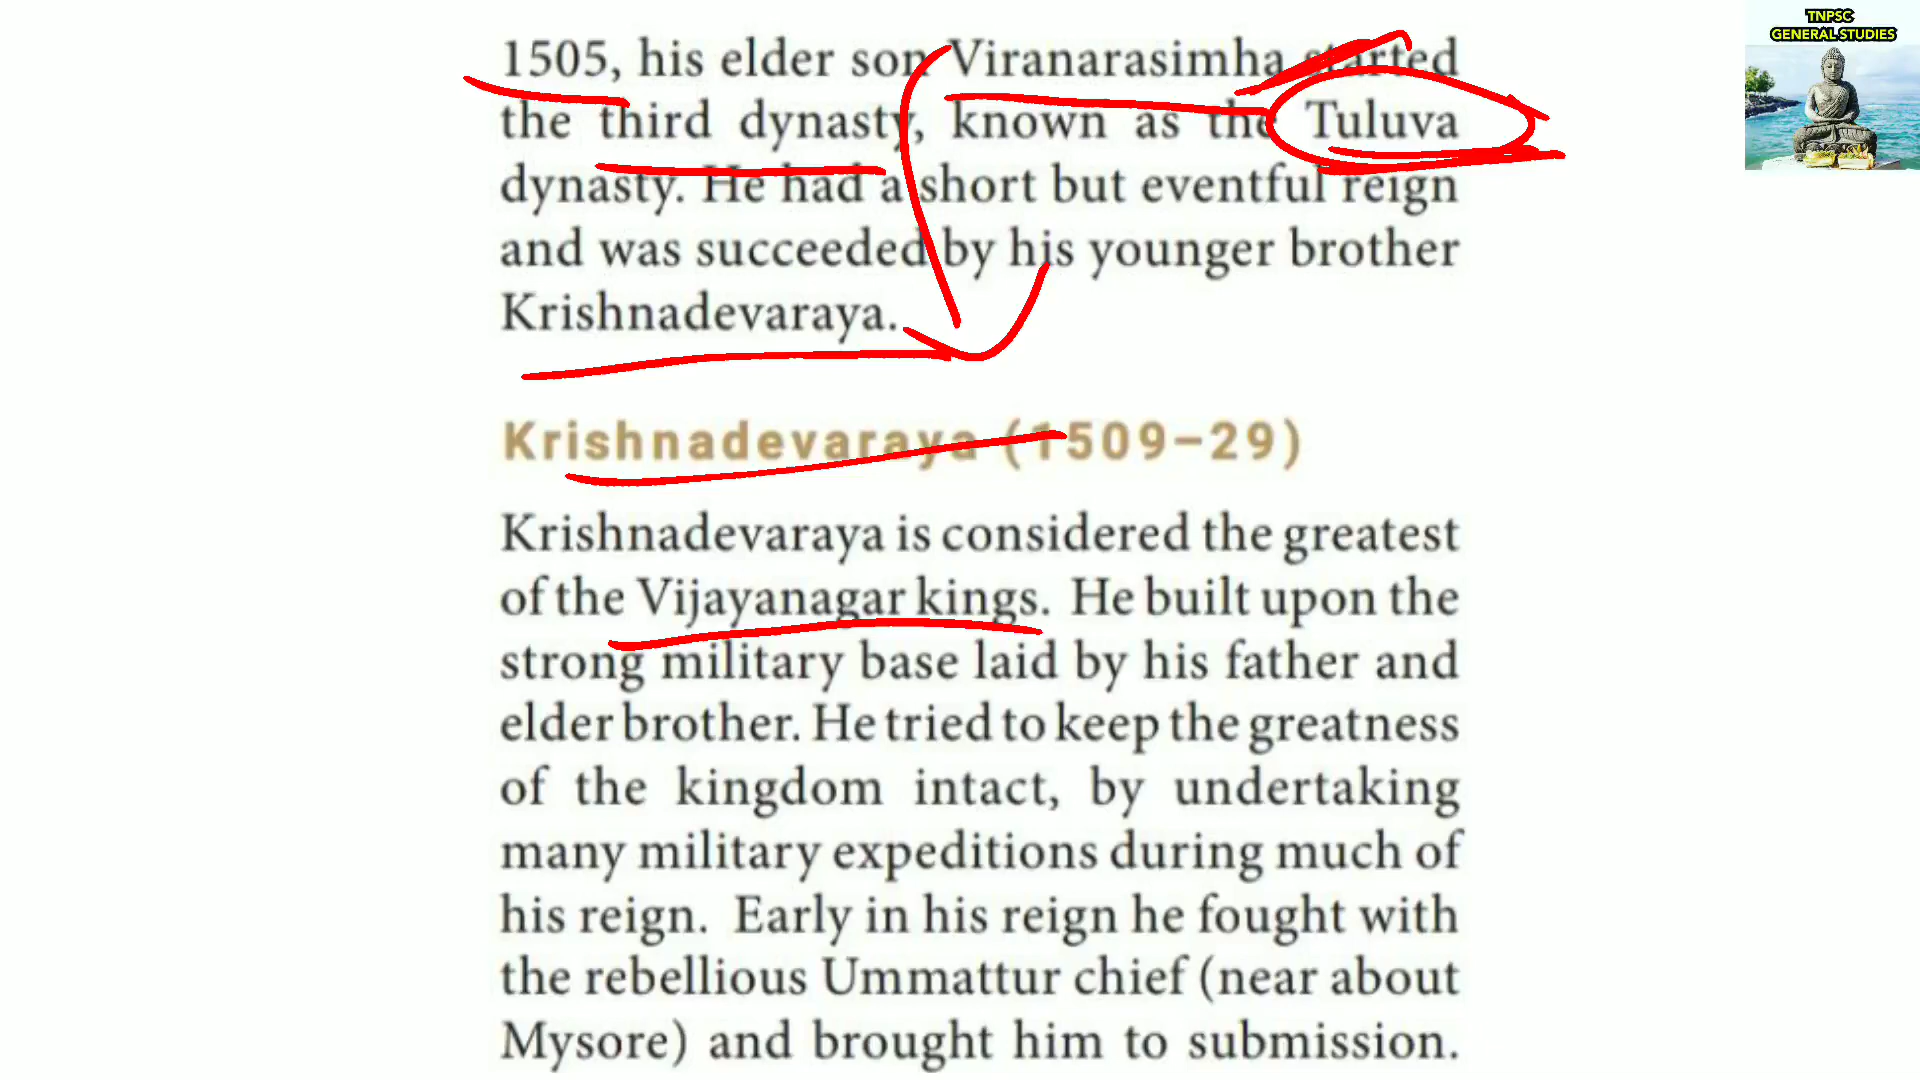 TNPSC
GENERAL STUDIES
1505, his elder son Viranarasimha started
the third dynasty, known as the Tuluva
dynasty. He had a short but eventful reign
and was succeeded by his younger brother
Krishnadevaraya.
Krishnadevaraya (1509–29)
Krishnadevaraya is considered the greatest
of the Vijayanagar kings. He built upon the
strong military base laid by his father and
elder brother. He tried to keep the greatness
of the kingdom intact, by undertaking
many military expeditions during much of
his reign. Early in his reign he fought with
the rebellious Ummattur chief (near about
Mysore) and brought him to submission.